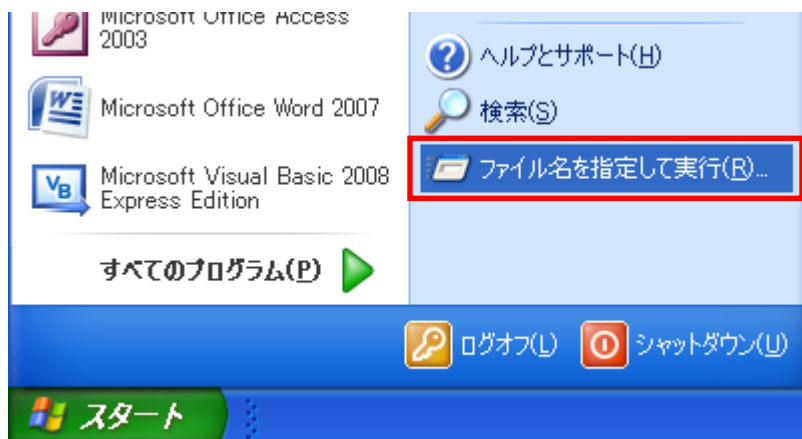 Microsoft Office Access
2003
Microsoft Office Word 2007
Microsoft Visual Basic 2008
Express Edition
すべてのプログラム(P)
ヘルプとサポート(H)
検索(S)
ファイル名を指定して実行(R)...
ログオフ(L)
シャットダウン(U)
スタート